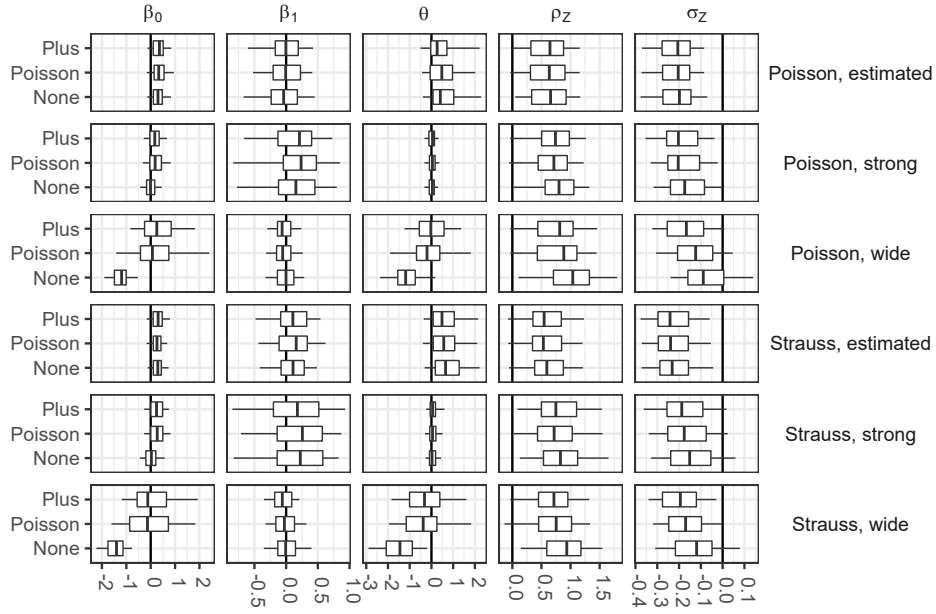 β0 β1 θ ρZ σZ
Plus
Poisson
None
Poisson, estimated
Plus
Poisson
None
Poisson, strong
Plus
Poisson
None
Poisson, wide
Plus
Poisson
None
Strauss, estimated
Plus
Poisson
None
Strauss, strong
Plus
Poisson
None
Strauss, wide
-2 -1 0 1 2 -0.5 0.0 0.5 1.0 -3 -2 -1 0 1 2 0.0 0.5 1.0 1.5 -0.4 -0.3 -0.2 -0.1 0.0 0.1